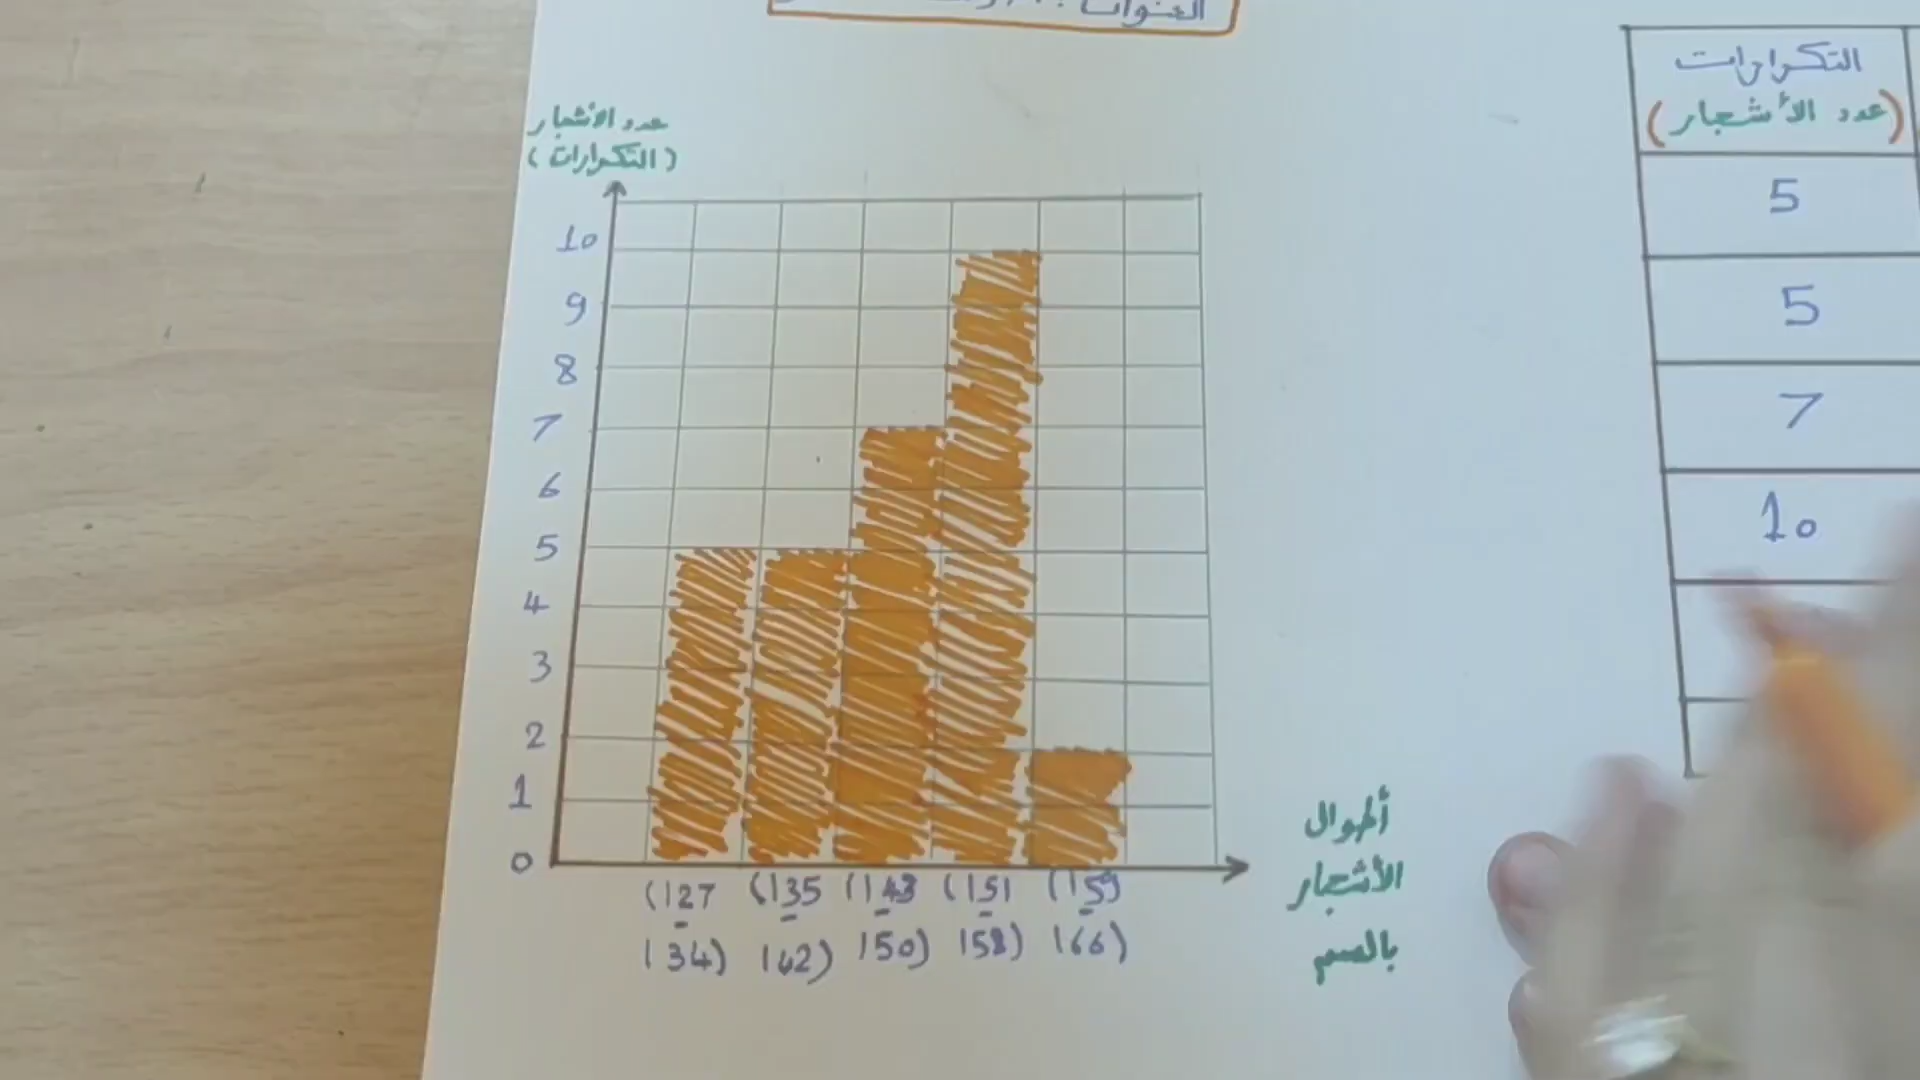 العنوان :
عدد الأشجار
(التكرارات)
10
9
8
7
6
5
4
3
2
1
0
(127 (135 (143 (151 (159
- - - - -
134) 142) 150) 158) 166)
أطوال
الأشجار
بالسم
التكرارات
(عدد الأشجار)
5
5
7
10